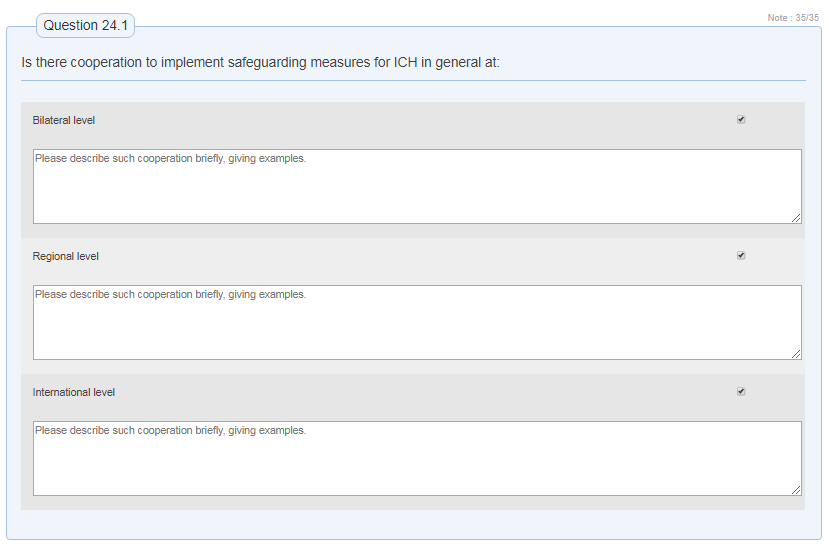 Note : 35/35
Question 24.1
Is there cooperation to implement safeguarding measures for ICH in general at:
Bilateral level
Please describe such cooperation briefly, giving examples.
Regional level
Please describe such cooperation briefly, giving examples.
International level
Please describe such cooperation briefly, giving examples.